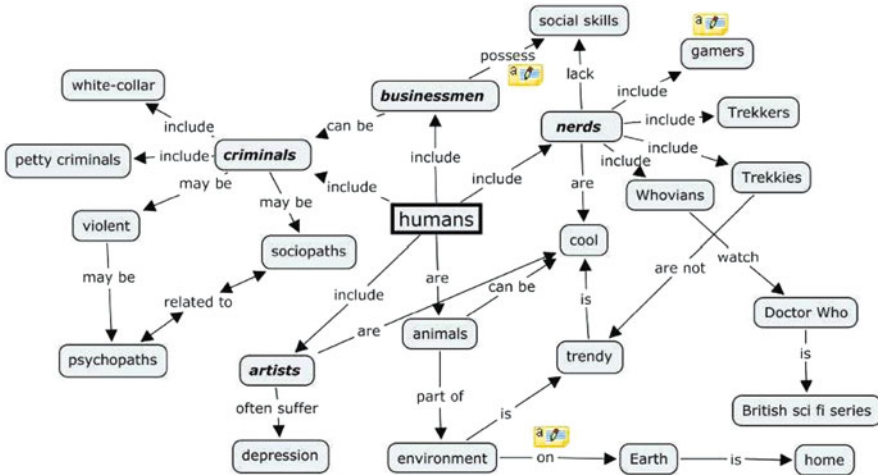 social skills
a
gamers
possess
a
white-collar
businessmen
lack
include
include
can be
nerds
include
Trekkers
petty criminals
include
criminals
include
include
include
Trekkies
may be
include
include
are
Whovians
may be
humans
violent
sociopaths
cool
watch
may be
related to
include
are
can be
are not
are
is
Doctor Who
animals
psychopaths
artists
trendy
is
often suffer
part of
is
British sci fi series
a
depression
environment
on
Earth
is
home